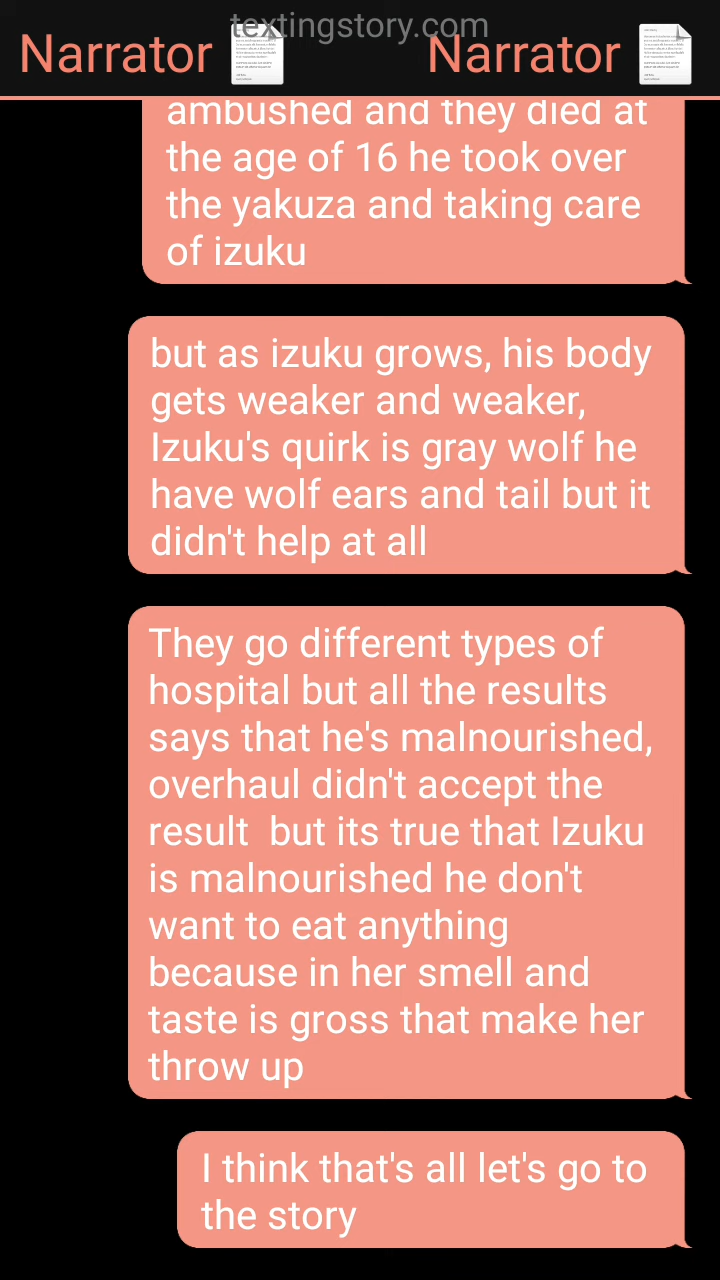 textingstory.com
Narrator Narrator
ambushed and they died at
the age of 16 he took over
the yakuza and taking care
of izuku
but as izuku grows, his body
gets weaker and weaker,
Izuku's quirk is gray wolf he
have wolf ears and tail but it
didn't help at all
They go different types of
hospital but all the results
says that he's malnourished,
overhaul didn't accept the
result  but its true that Izuku
is malnourished he don't
want to eat anything
because in her smell and
taste is gross that make her
throw up
I think that's all let's go to
the story